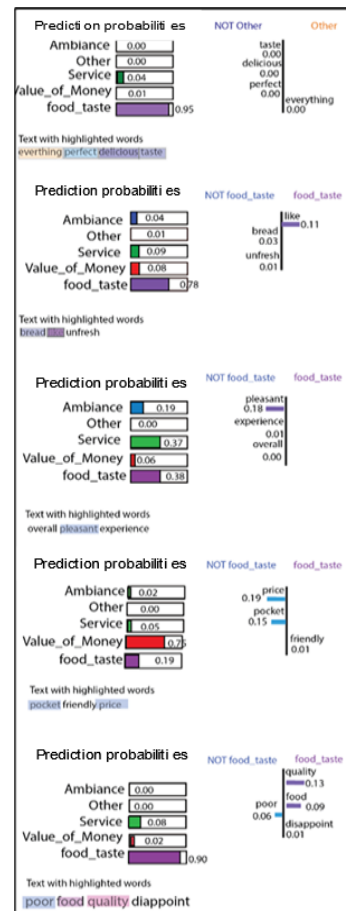 Prediction probabiliti es
NOT Other Other
Ambiance 0.00
Other 0.00
Service 0.04
Value_of_Money 0.01
food_taste 0.95
taste
0.00
delicious
0.00
perfect
0.00
everything
0.00
Text with highlighted words
everthing perfect delicious taste
Prediction probabiliti es
NOT food_taste food_taste
Ambiance 0.04
Other 0.01
Service 0.09
Value_of_Money 0.08
food_taste 0.78
like
0.11
bread
0.03
unfresh
0.01
Text with highlighted words
bread like unfresh
Prediction probabiliti es
NOT food_taste food_taste
Ambiance 0.19
Other 0.00
Service 0.37
Value_of_Money 0.06
food_taste 0.38
pleasant
0.18
experience
0.01
overall
0.00
Text with highlighted words
overall pleasant experience
Prediction probabiliti es
NOT food_taste food_taste
Ambiance 0.02
Other 0.00
Service 0.05
Value_of_Money 0.75
food_taste 0.19
price
0.19
pocket
0.15
friendly
0.01
Text with highlighted words
pocket friendly price
Prediction probabiliti es
NOT food_taste food_taste
Ambiance 0.00
Other 0.00
Service 0.08
Value_of_Money 0.02
food_taste 0.90
quality
0.13
food
0.09
poor
0.06
disappoint
0.01
Text with highlighted words
poor food quality diappoint